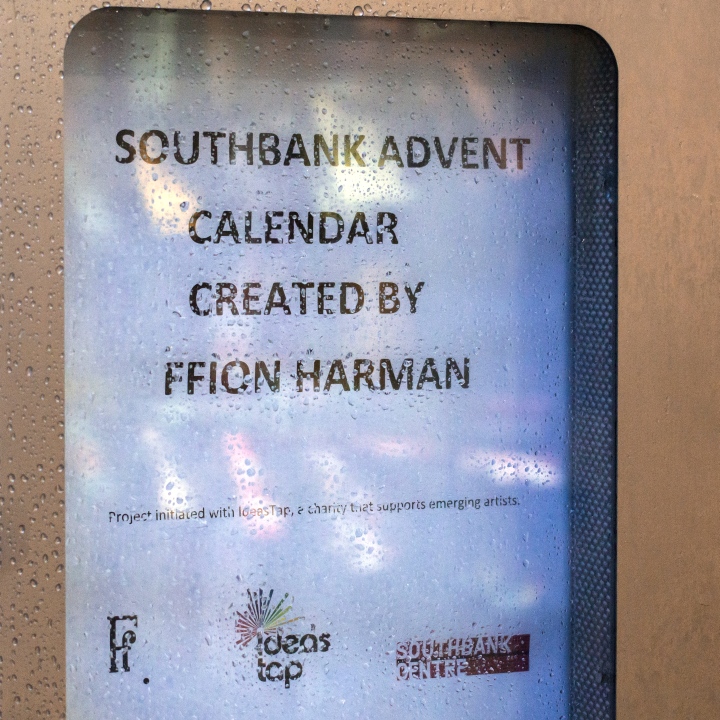 SOUTHBANK ADVENT
CALENDAR
CREATED BY
FFION HARMAN
Project initiated with IdeasTap, a charity that supports emerging artists.
Ff.
ideas
tap
SOUTHBANK
CENTRE